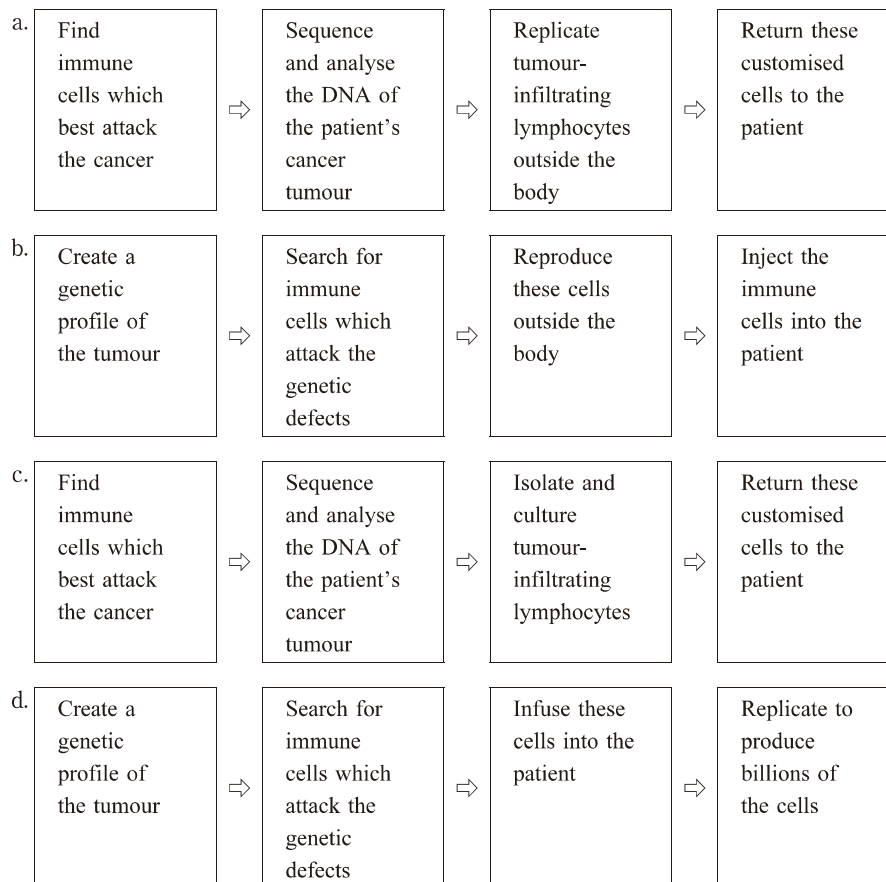 a.
Find
immune
cells which
best attack
the cancer
Sequence
and analyse
the DNA of
the patient's
cancer
tumour
Replicate
tumour-
infiltrating
lymphocytes
outside the
body
Return these
customised
cells to the
patient
b.
Create a
genetic
profile of
the tumour
Search for
immune
cells which
attack the
genetic
defects
Reproduce
these cells
outside the
body
Inject the
immune
cells into the
patient
c.
Find
immune
cells which
best attack
the cancer
Sequence
and analyse
the DNA of
the patient's
cancer
tumour
Isolate and
culture
tumour-
infiltrating
lymphocytes
Return these
customised
cells to the
patient
d.
Create a
genetic
profile of
the tumour
Search for
immune
cells which
attack the
genetic
defects
Infuse these
cells into the
patient
Replicate to
produce
billions of
the cells